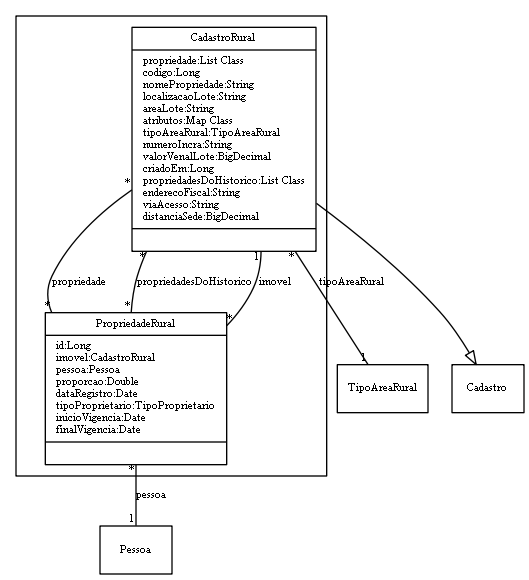 CadastroRural
propriedade:List Class
codigo:Long
nomePropriedade:String
localizacaoLote:String
areaLote:String
atributos:Map Class
tipoAreaRural:TipoAreaRural
numeroIncra:String
valorVenalLote:BigDecimal
criadoEm:Long
propriedadesDoHistorico:List Class
enderecoFiscal:String
viaAcesso:String
distanciaSede:BigDecimal
*
* 1 *
propriedade propriedadesDoHistorico imovel tipoAreaRural
* * *
PropriedadeRural
id:Long
imovel:CadastroRural
pessoa:Pessoa
proporcao:Double
dataRegistro:Date
tipoProprietario:TipoProprietario
inicioVigencia:Date
finalVigencia:Date
1
TipoAreaRural
Cadastro
*
pessoa
1
Pessoa